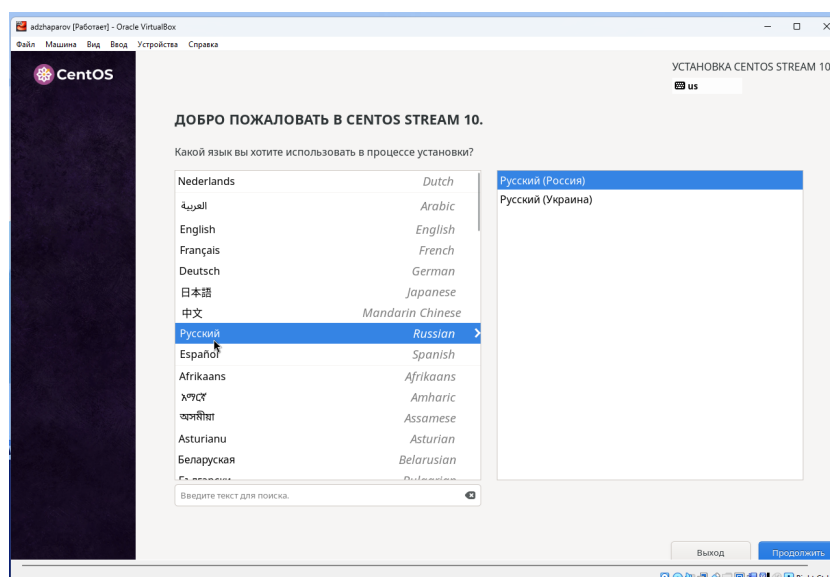 adzhaparov [Работает] - Oracle VirtualBox
Файл Машина Вид Ввод Устройства Справка
CentOS
УСТАНОВКА CENTOS STREAM 10
us
ДОБРО ПОЖАЛОВАТЬ В CENTOS STREAM 10.
Какой язык вы хотите использовать в процессе установки?
Nederlands Dutch
العربية Arabic
English English
Français French
Deutsch German
日本語 Japanese
中文 Mandarin Chinese
Русский Russian
Español Spanish
Afrikaans Afrikaans
አማርኛ Amharic
অসমীয়া Assamese
Asturianu Asturian
Беларуская Belarusian
Български Bulgarian
Русский (Россия)
Русский (Украина)
Введите текст для поиска.
Выход Продолжить